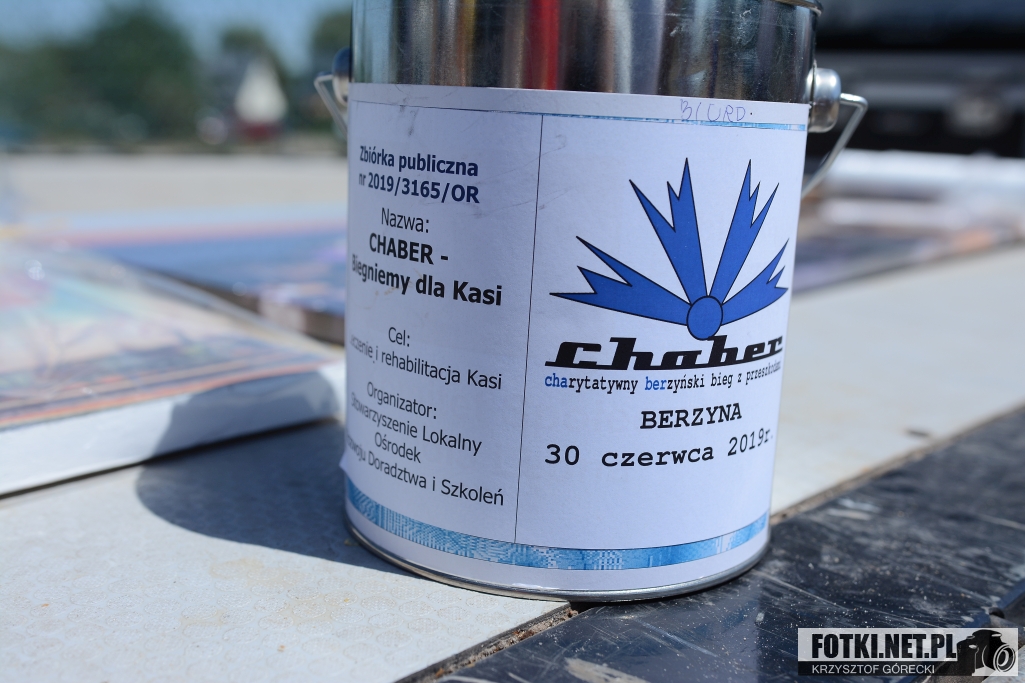 BIURO.
Zbiórka publiczna
nr 2019/3165/OR
Nazwa:
CHABER -
Biegniemy dla Kasi
Cel:
i rehabilitacja Kasi
Organizator:
Stowarzyszenie Lokalny
Ośrodek
Doradztwa i Szkoleń
chaber
charytatywny berzyński bieg z przeszkodami
BERZYNA
30 czerwca 2019r.
FOTKI.NET.PL
KRZYSZTOF GÓRECKI